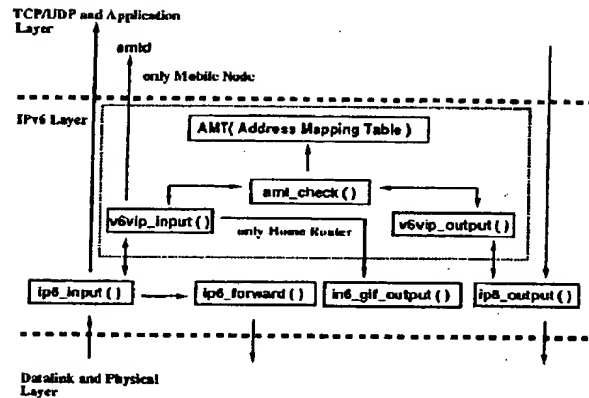 TCP/UDP and Application
Layer
amtd
only Mobile Node
IPv6 Layer
AMT( Address Mapping Table )
amt_check ( )
v6vip_input ( )
only Home Router
v6vip_output ( )
ip6_input ( )
ip6_forward ( )
in6_gif_output ( )
ip6_output ( )
Datalink and Physical
Layer